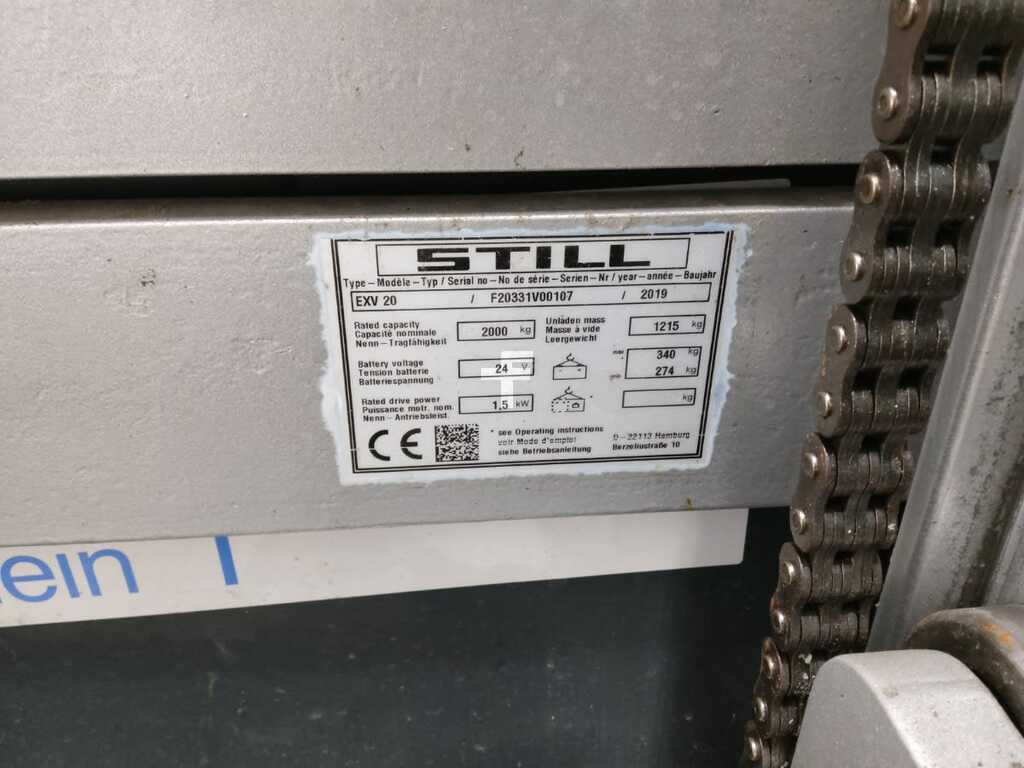 STILL
Type – Modèle – Typ / Serial no – No de série – Serien – Nr / year – année – Baujahr
EXV 20 / F20331V00107 / 2019
Rated capacity
Capacité nominale
Nenn – Tragfähigkeit
2000 kg
Unladen mass
Masse à vide
Leergewicht
1215 kg
Battery voltage
Tension batterie
Batteriespannung
24 V
max 340 kg
min 274 kg
Rated drive power
Puissance motr. nom.
Nenn – Antriebsleist.
1,5 kW
kg
CE
* see Operating instructions
voir Mode d'emploi
siehe Betriebsanleitung
D – 22113 Hamburg
Berzeliusstraße 10
ein